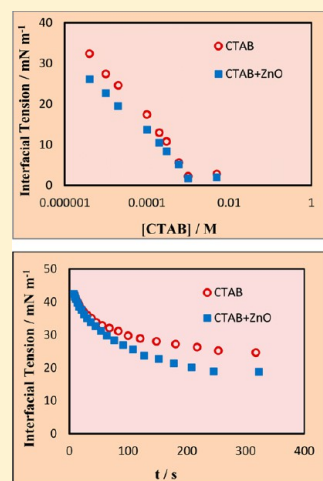 Interfacial Tension / mN m⁻¹
40
30
20
10
0
CTAB
CTAB+ZnO
0.000001
0.0001
0.01
1
[CTAB] / M
Interfacial Tension / mN m⁻¹
50
40
30
20
10
0
CTAB
CTAB+ZnO
0
100
200
300
400
t / s